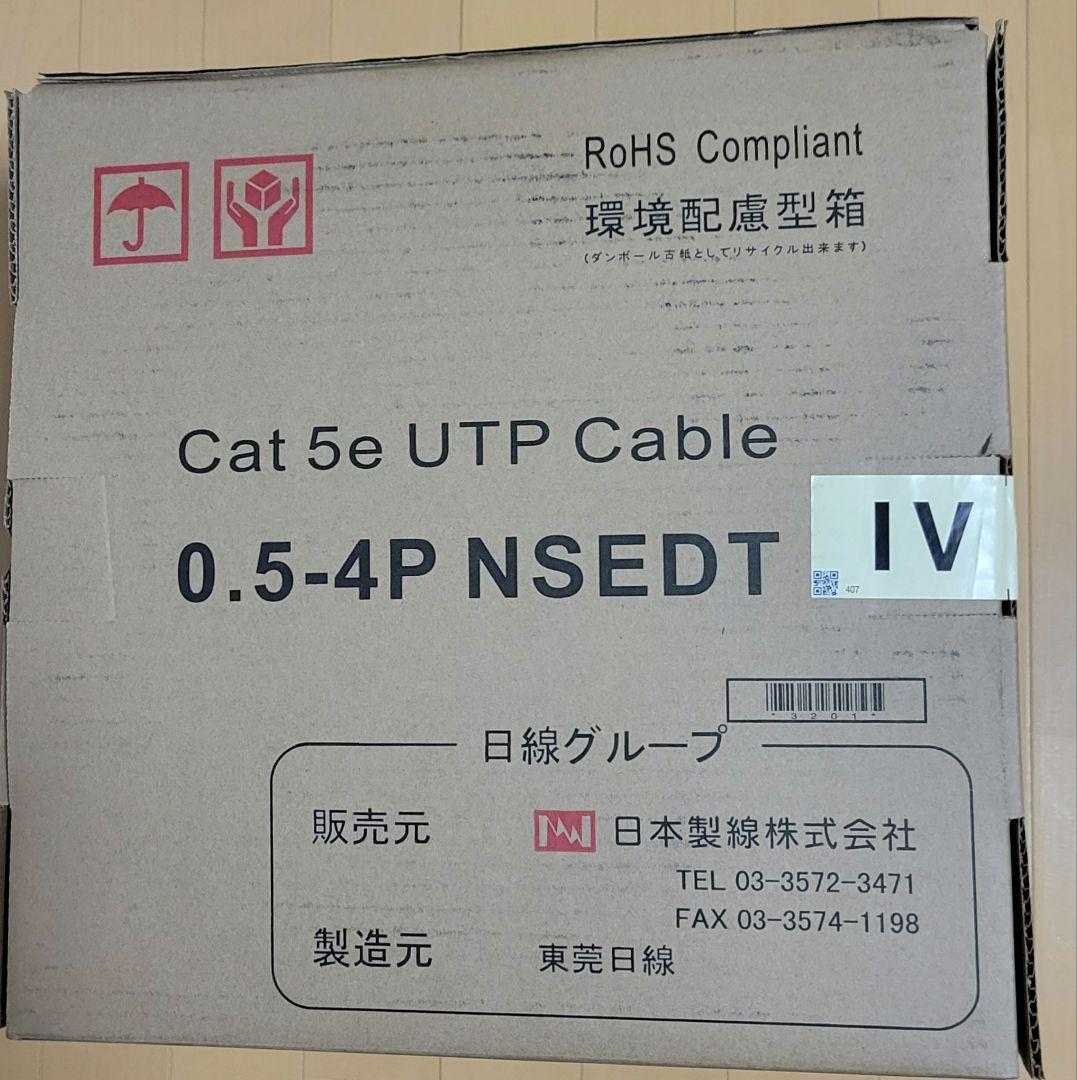 RoHS Compliant
環境配慮型箱
(ダンボール古紙としてリサイクル出来ます)
Cat 5e UTP Cable
0.5-4P NSEDT
IV
407
*3201*
日線グループ
販売元 日本製線株式会社
TEL 03-3572-3471
FAX 03-3574-1198
製造元 東莞日線